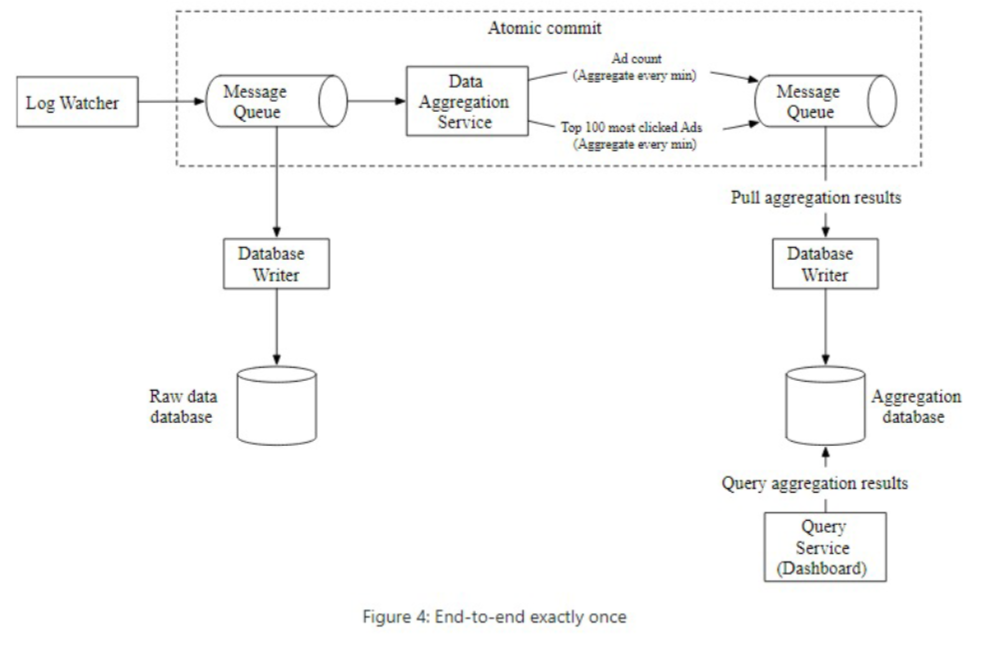 Atomic commit
Log Watcher
Message
Queue
Data
Aggregation
Service
Ad count
(Aggregate every min)
Top 100 most clicked Ads
(Aggregate every min)
Message
Queue
Pull aggregation results
Database
Writer
Database
Writer
Raw data
database
Aggregation
database
Query aggregation results
Query
Service
(Dashboard)
Figure 4: End-to-end exactly once